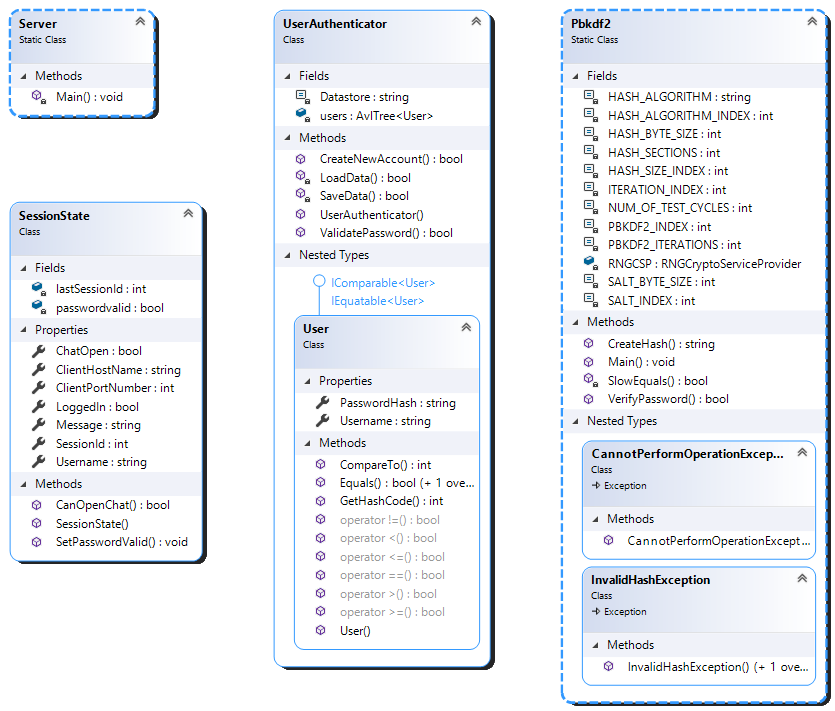 Server
Static Class
Methods
Main() : void
SessionState
Class
Fields
lastSessionId : int
passwordvalid : bool
Properties
ChatOpen : bool
ClientHostName : string
ClientPortNumber : int
LoggedIn : bool
Message : string
SessionId : int
Username : string
Methods
CanOpenChat() : bool
SessionState()
SetPasswordValid() : void
UserAuthenticator
Class
Fields
Datastore : string
users : AvlTree<User>
Methods
CreateNewAccount() : bool
LoadData() : bool
SaveData() : bool
UserAuthenticator()
ValidatePassword() : bool
Nested Types
IComparable<User>
IEquatable<User>
User
Class
Properties
PasswordHash : string
Username : string
Methods
CompareTo() : int
Equals() : bool (+ 1 ove...
GetHashCode() : int
operator !=() : bool
operator <() : bool
operator <=() : bool
operator ==() : bool
operator >() : bool
operator >=() : bool
User()
Pbkdf2
Static Class
Fields
HASH_ALGORITHM : string
HASH_ALGORITHM_INDEX : int
HASH_BYTE_SIZE : int
HASH_SECTIONS : int
HASH_SIZE_INDEX : int
ITERATION_INDEX : int
NUM_OF_TEST_CYCLES : int
PBKDF2_INDEX : int
PBKDF2_ITERATIONS : int
RNGCSP : RNGCryptoServiceProvider
SALT_BYTE_SIZE : int
SALT_INDEX : int
Methods
CreateHash() : string
Main() : void
SlowEquals() : bool
VerifyPassword() : bool
Nested Types
CannotPerformOperationExcep...
Class
Exception
Methods
CannotPerformOperationExcept...
InvalidHashException
Class
Exception
Methods
InvalidHashException() (+ 1 ove...